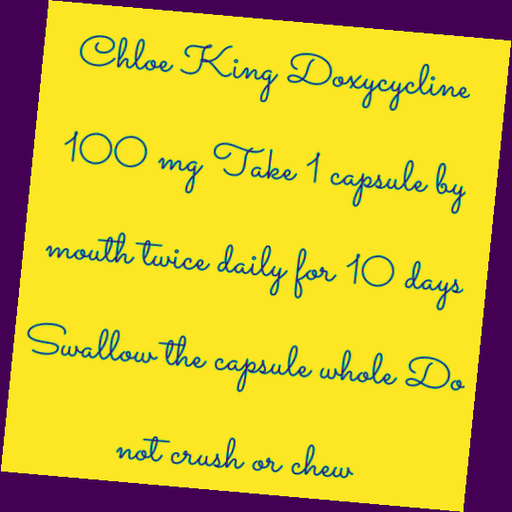 Chloe King Doxycycline
100 mg Take 1 capsule by
mouth twice daily for 10 days
Swallow the capsule whole Do
not crush or chew